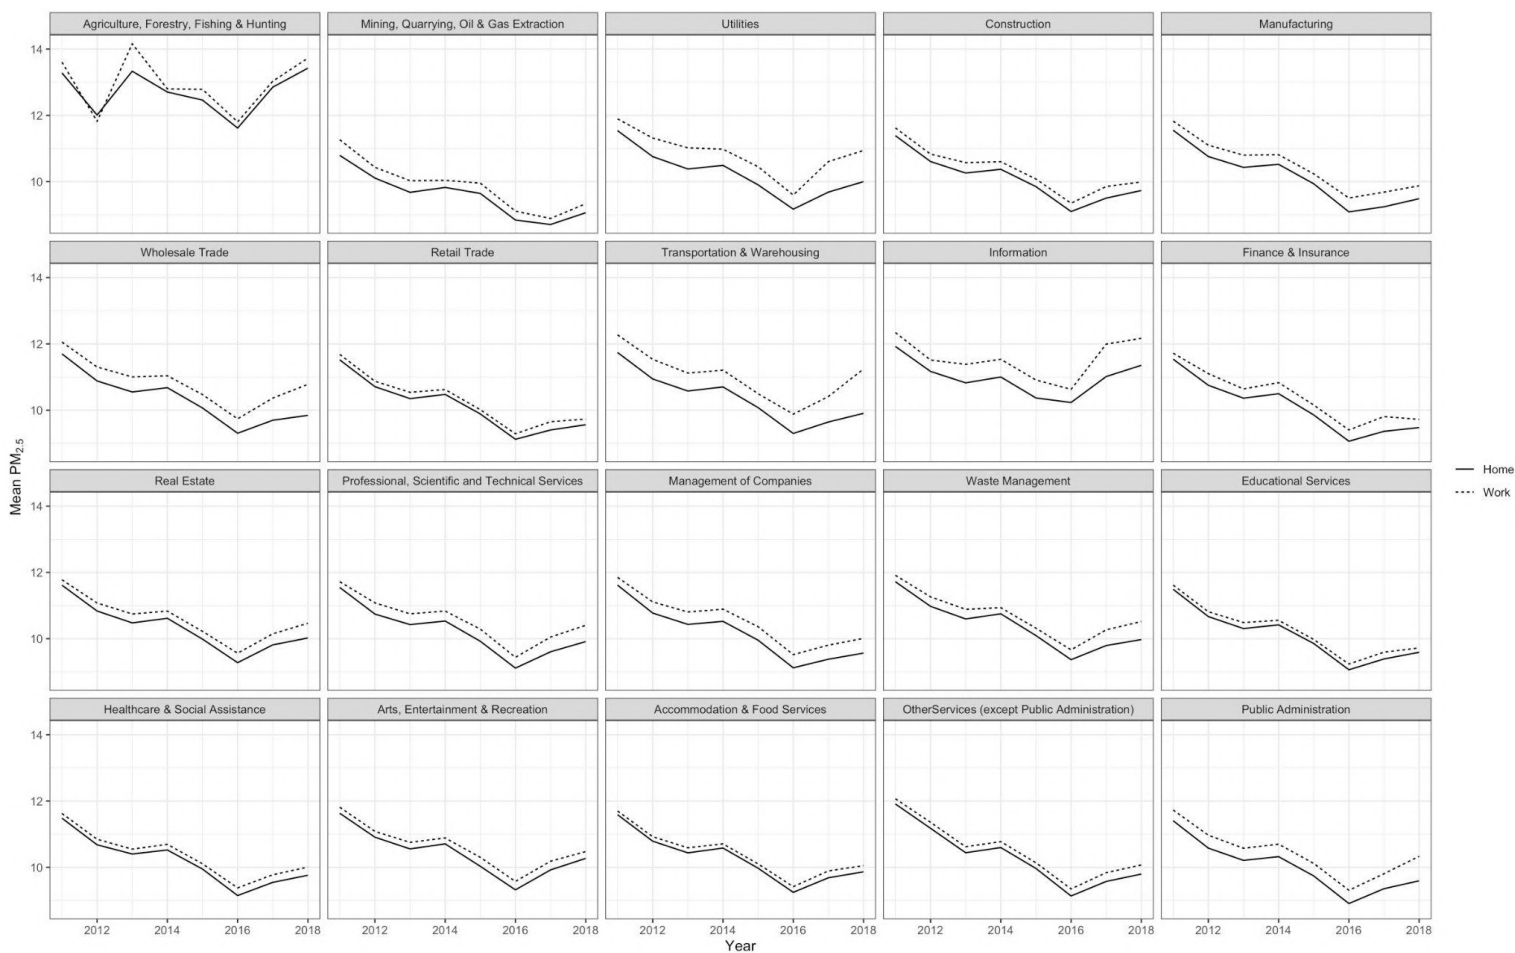 Agriculture, Forestry, Fishing & Hunting
Mining, Quarrying, Oil & Gas Extraction
Utilities
Construction
Manufacturing
14
12
10
Wholesale Trade
Retail Trade
Transportation & Warehousing
Information
Finance & Insurance
14
12
10
Real Estate
Professional, Scientific and Technical Services
Management of Companies
Waste Management
Educational Services
14
12
10
Healthcare & Social Assistance
Arts, Entertainment & Recreation
Accommodation & Food Services
OtherServices (except Public Administration)
Public Administration
14
12
10
2012 2014 2016 2018
2012 2014 2016 2018
2012 2014 2016 2018
2012 2014 2016 2018
2012 2014 2016 2018
Year
Mean PM2.5
Home
Work